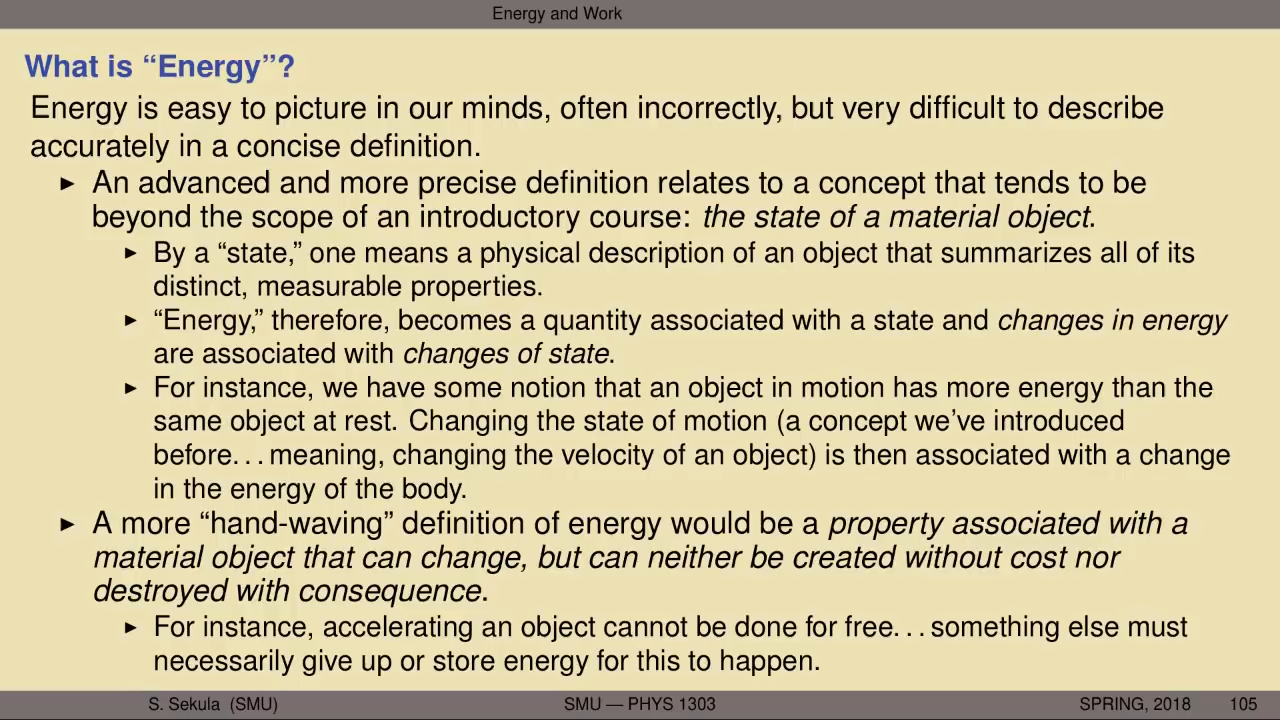 Energy and Work
What is “Energy”?
Energy is easy to picture in our minds, often incorrectly, but very difficult to describe
accurately in a concise definition.
► An advanced and more precise definition relates to a concept that tends to be
beyond the scope of an introductory course: the state of a material object.
► By a “state,” one means a physical description of an object that summarizes all of its
distinct, measurable properties.
► “Energy,” therefore, becomes a quantity associated with a state and changes in energy
are associated with changes of state.
► For instance, we have some notion that an object in motion has more energy than the
same object at rest. Changing the state of motion (a concept we’ve introduced
before. . . meaning, changing the velocity of an object) is then associated with a change
in the energy of the body.
► A more “hand-waving” definition of energy would be a property associated with a
material object that can change, but can neither be created without cost nor
destroyed with consequence.
► For instance, accelerating an object cannot be done for free. . . something else must
necessarily give up or store energy for this to happen.
S. Sekula (SMU) SMU — PHYS 1303 SPRING, 2018 105